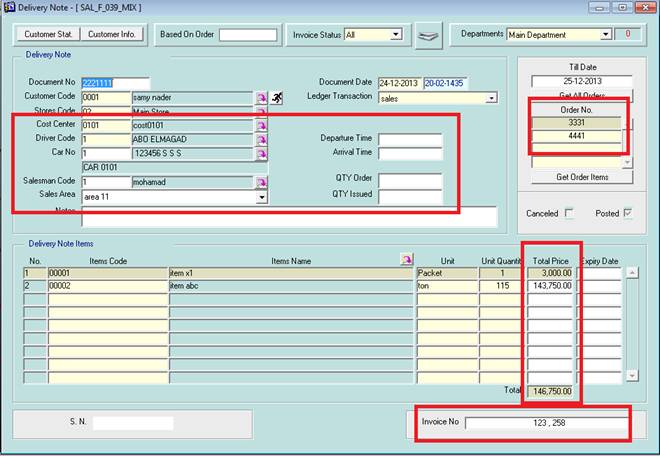 Delivery Note - [ SAL_F_039_MIX ]
Customer Stat. Customer Info. Based On Order Invoice Status All Departments Main Department 0
Delivery Note
Till Date
25-12-2013
Get All Orders
Document No 2221111 Document Date 24-12-2013 20-02-1435
Customer Code 0001 samy nader Ledger Transaction sales
Stores Code 02 Main Store
Order No.
3331
4441
Get Order Items
Cost Center 0101 cost0101
Driver Code 1 ABO ELMAGAD Departure Time
Car No 1 123456 S S S Arrival Time
CAR 0101
Salesman Code 1 mohamad QTY Order
Sales Area area 11 QTY Issued
Notes
Canceled Posted
Delivery Note Items
No. Items Code Items Name Unit Unit Quantity Total Price Expiry Date
1 00001 item x1 Packet 1 3,000.00
2 00002 item abc ton 115 143,750.00
Total 146,750.00
S. N. Invoice No 123 , 258